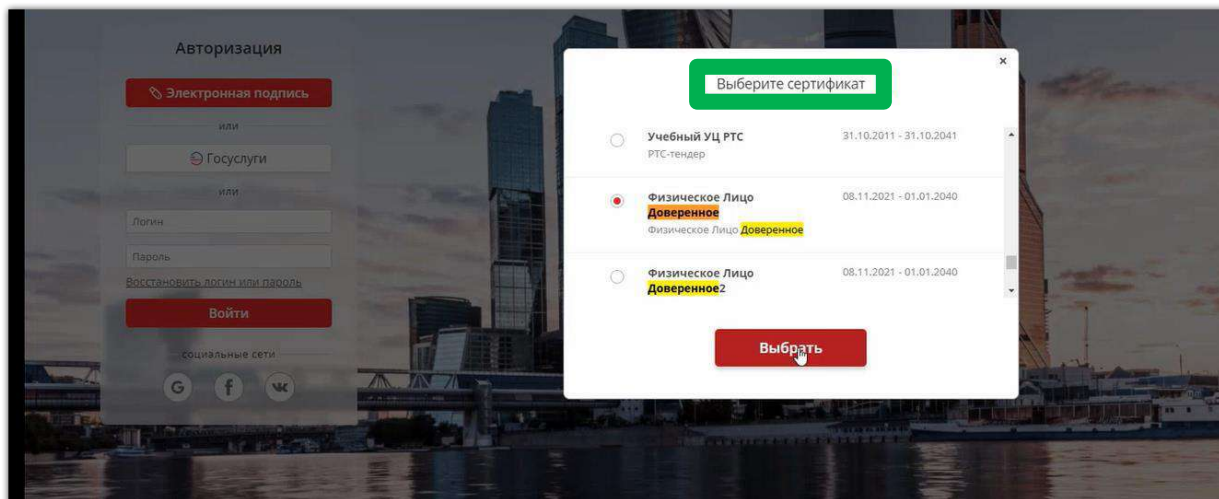 Авторизация
Электронная подпись
или
Госуслуги
или
Логин
Пароль
Восстановить логин или пароль
Войти
социальные сети
G f
Выберите сертификат
×
Учебный УЦ РТС 31.10.2011 - 31.10.2041
РТС-тендер
Физическое Лицо 08.11.2021 - 01.01.2040
Доверенное
Физическое Лицо Доверенное
Физическое Лицо 08.11.2021 - 01.01.2040
Доверенное2
Выбрать